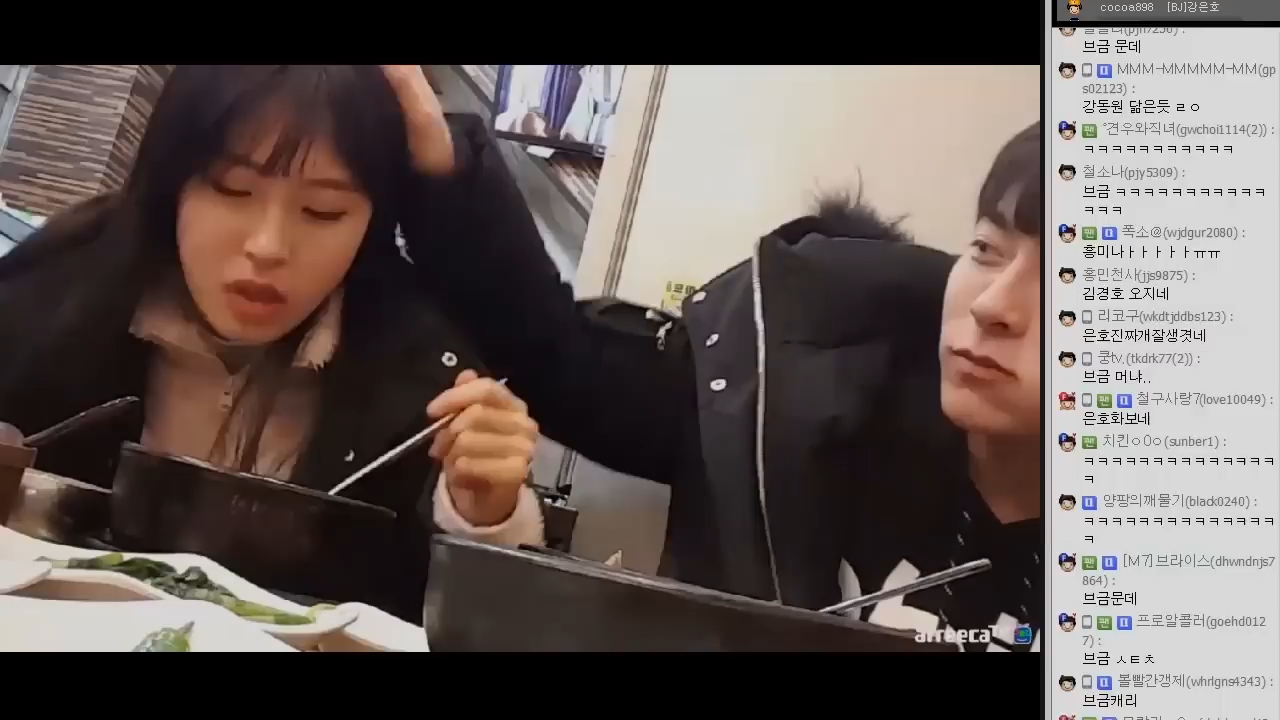 cocoa898 [BJ]강은호
브금 문데
MMM-MMMMM-MM(gp
s02123) :
강동원 닮은듯 ㄹㅇ
°견우와직녀(gwchoi1114(2)) :
ㅋㅋㅋㅋㅋㅋㅋㅋㅋㅋㅋ
철소나(pjy5309) :
브금 ㅋㅋㅋㅋㅋㅋㅋㅋㅋㅋㅋ
ㅋㅋㅋ
쪽소@(wjdgur2080) :
흥미나ㅏㅏㅏㅏㅏㅠㅠ
홍민천사(jjs9875) :
김경호 오지네
리코구(wkdtjddbs123) :
은호진짜개잘생겻네
쿵tv.(tkdrk77(2)) :
브금 머냐..
철구사랑7(love10049) :
은호화보네
치킨ㅇ0ㅇ(sunber1) :
ㅋㅋㅋㅋㅋㅋㅋㅋㅋㅋㅋㅋㅋㅋ
ㅋ
양팡의깨물기(black0240) :
ㅋㅋㅋㅋㅋㅋㅋㅋㅋㅋㅋㅋㅋㅋ
ㅋ
[M7] 브라이스(dhwndnjs7
864) :
브금문데
프로알콜러(goehd012
7) :
브금 ㅅㅌㅊ
볼빨간갱제(whrlgns4343) :
브금캐리
afreecaTV